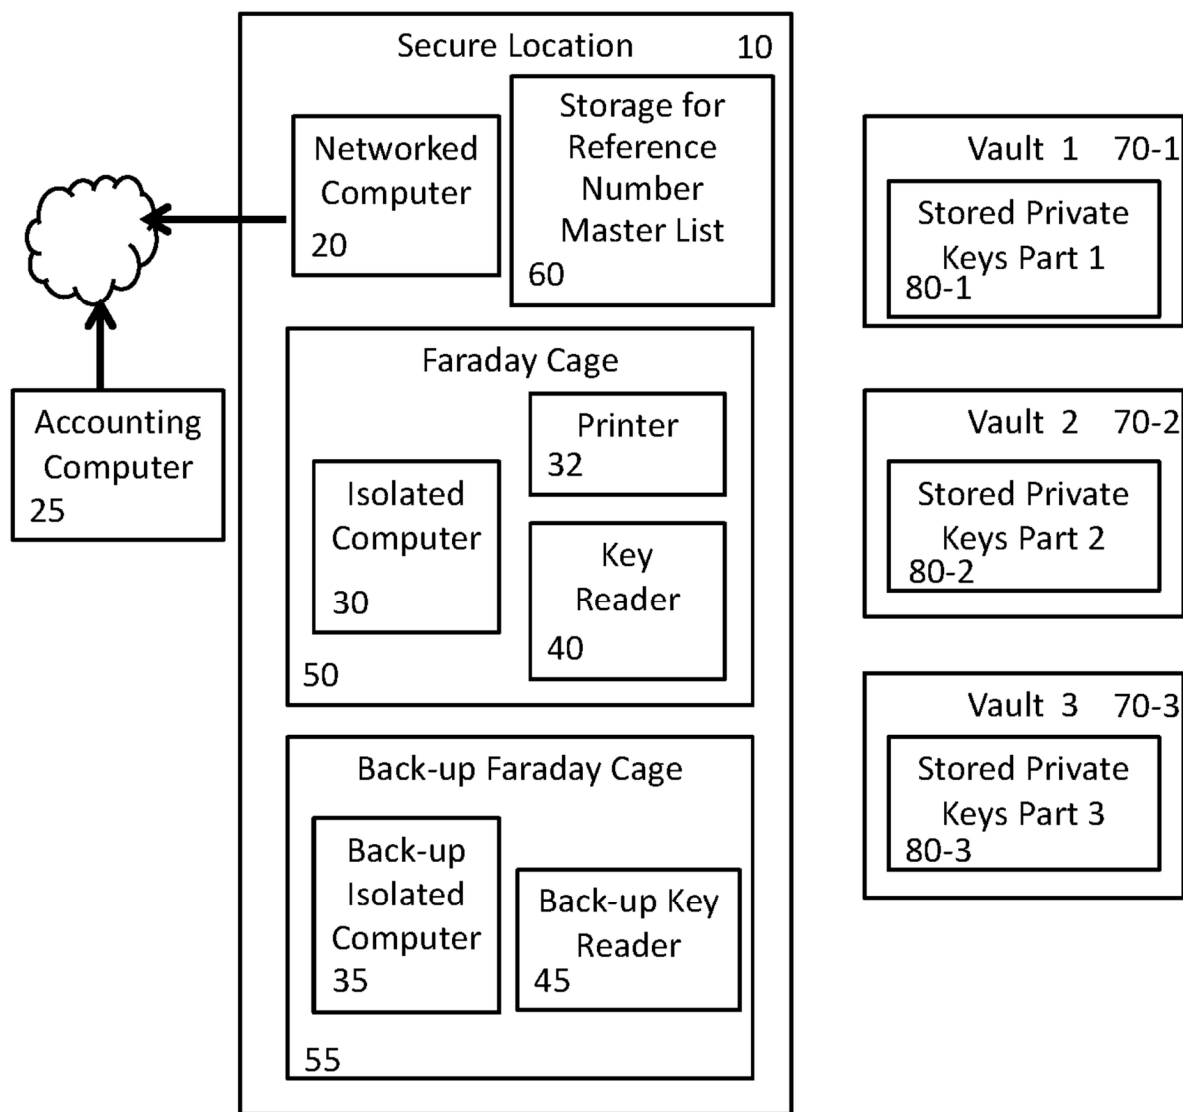 Secure Location 10
Networked
Computer
20
Storage for
Reference
Number
Master List
60
Accounting
Computer
25
Faraday Cage
Printer
32
Isolated
Computer
30
Key
Reader
40
50
Back-up Faraday Cage
Back-up
Isolated
Computer
35
Back-up Key
Reader
45
55
Vault 1 70-1
Stored Private
Keys Part 1
80-1
Vault 2 70-2
Stored Private
Keys Part 2
80-2
Vault 3 70-3
Stored Private
Keys Part 3
80-3